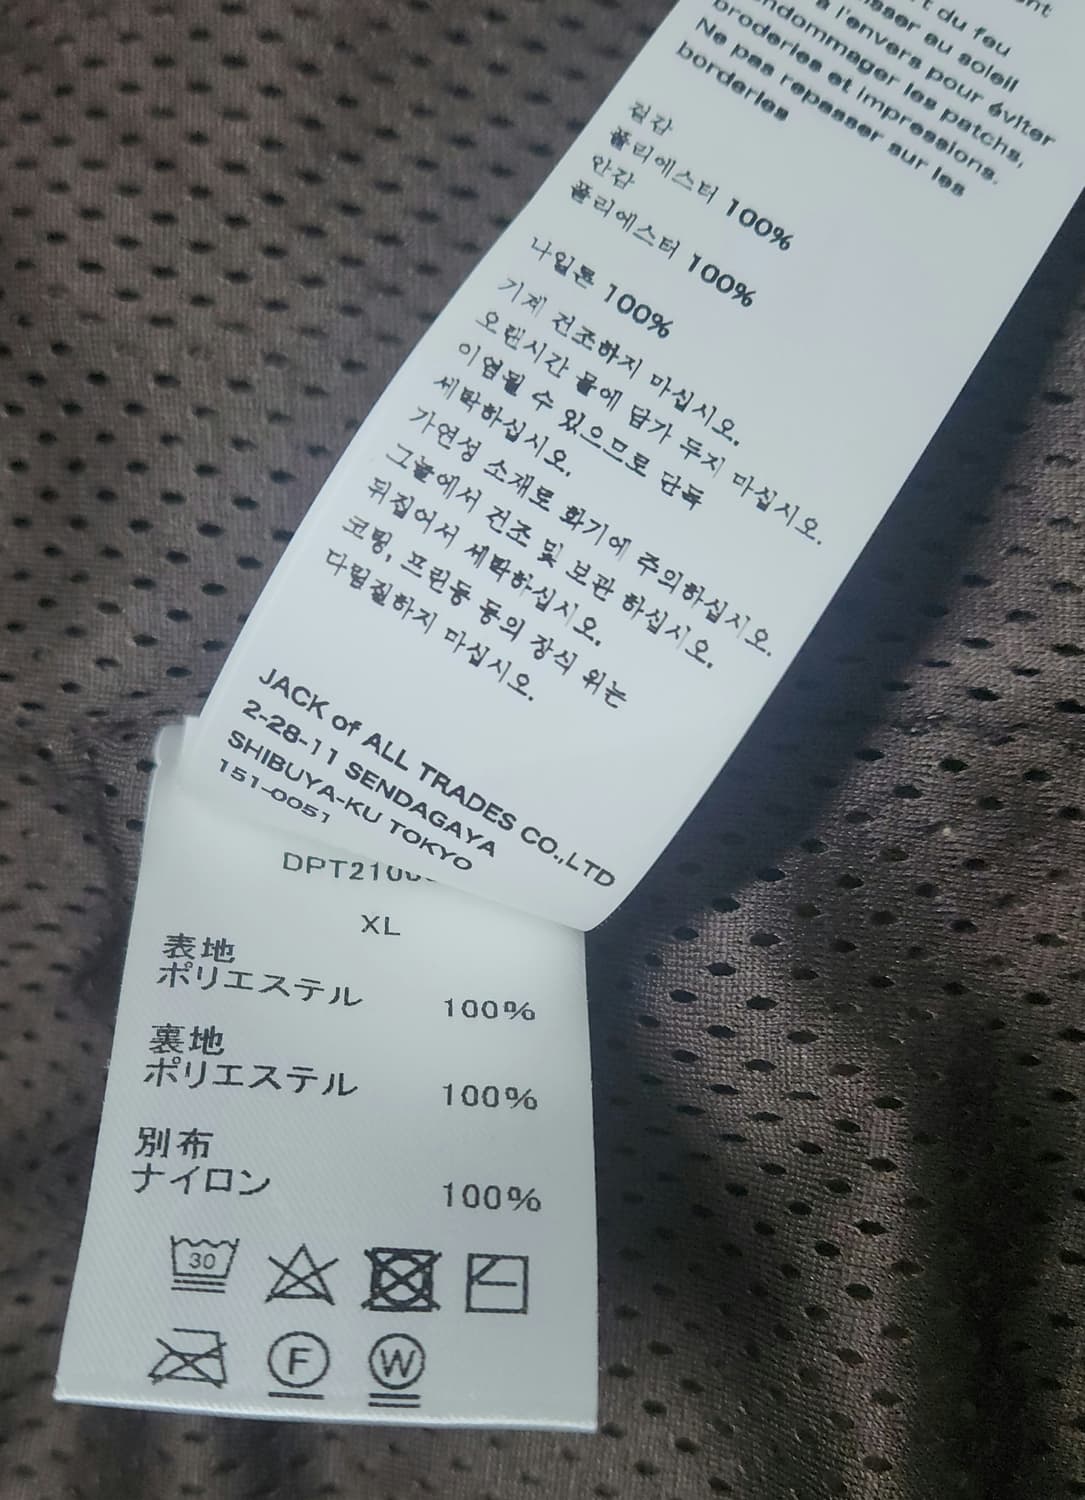 rt du feu
isser au soleil
à l'envers pour éviter
endommager les patchs,
broderies et impressions.
Ne pas repasser sur les
borderies
겉감
폴리에스터 100%
안감
폴리에스터 100%
나일론 100%
기계 건조하지 마십시오.
오랜시간 물에 담가 두지 마십시오.
이염될 수 있으므로 단독
세탁하십시오.
가연성 소재로 화기에 주의하십시오.
그늘에서 건조 및 보관 하십시오.
뒤집어서 세탁하십시오.
코팅, 프린팅 등의 장식 위는
다림질하지 마십시오.
JACK of ALL TRADES CO.,LTD
2-28-11 SENDAGAYA
SHIBUYA-KU TOKYO
151-0051
DPT2100
XL
表地
ポリエステル 100%
裏地
ポリエステル 100%
別布
ナイロン 100%
30
F
W